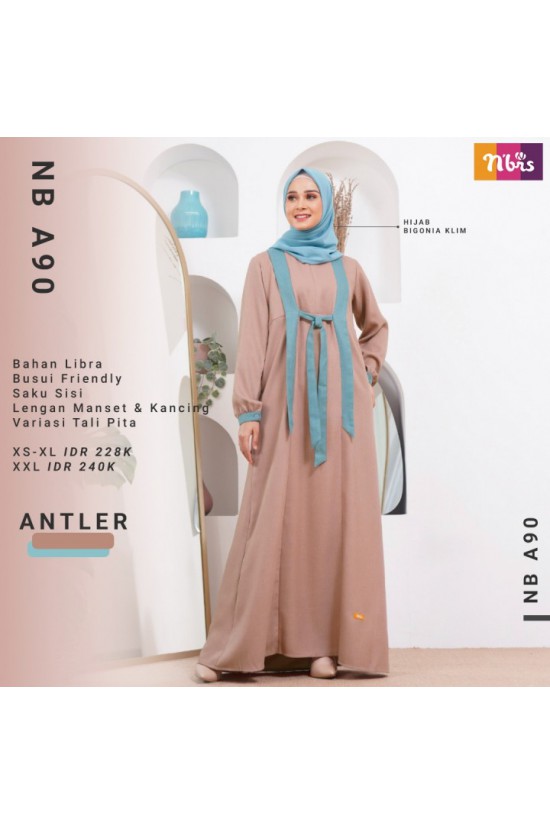 N'brs
NB A90
HIJAB
BIGONIA KLIM
Bahan Libra
Busui Friendly
Saku Sisi
Lengan Manset & Kancing
Variasi Tali Pita
XS-XL IDR 228K
XXL IDR 240K
ANTLER
NB A90